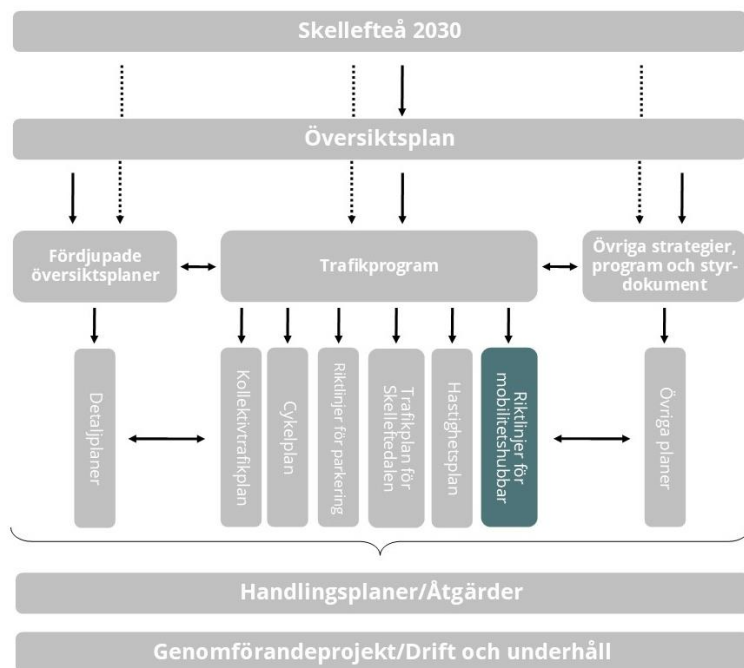 Skellefteå 2030
Översiktsplan
Fördjupade
översiktsplaner
Trafikprogram
Övriga strategier,
program och styr-
dokument
Detaljplaner
Kollektivtrafikplan
Cykelplan
Riktlinjer för parkering
Trafikplan för
Skelleftedalen
Hastighetsplan
Riktlinjer för
mobilitetshubbar
Övriga planer
Handlingsplaner/Åtgärder
Genomförandeprojekt/Drift och underhåll